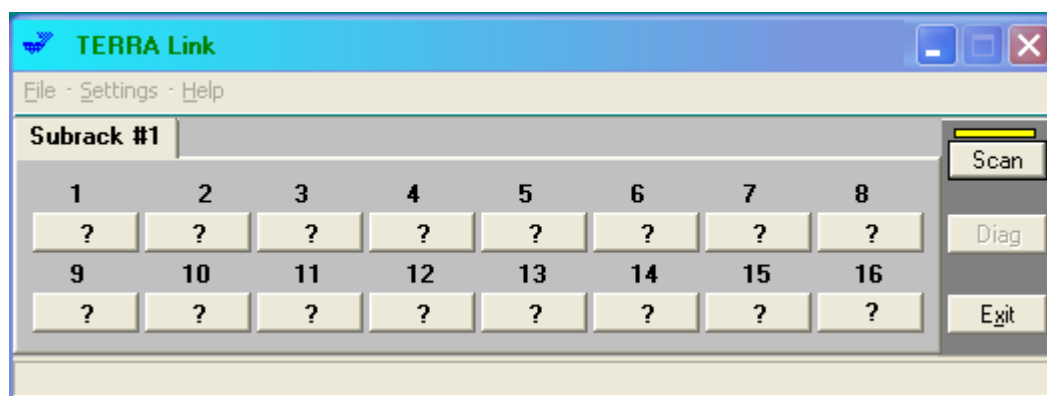 TERRA Link
File - Settings - Help
Subrack #1
Scan
1 2 3 4 5 6 7 8
? ? ? ? ? ? ? ?
Diag
9 10 11 12 13 14 15 16
? ? ? ? ? ? ? ?
Exit